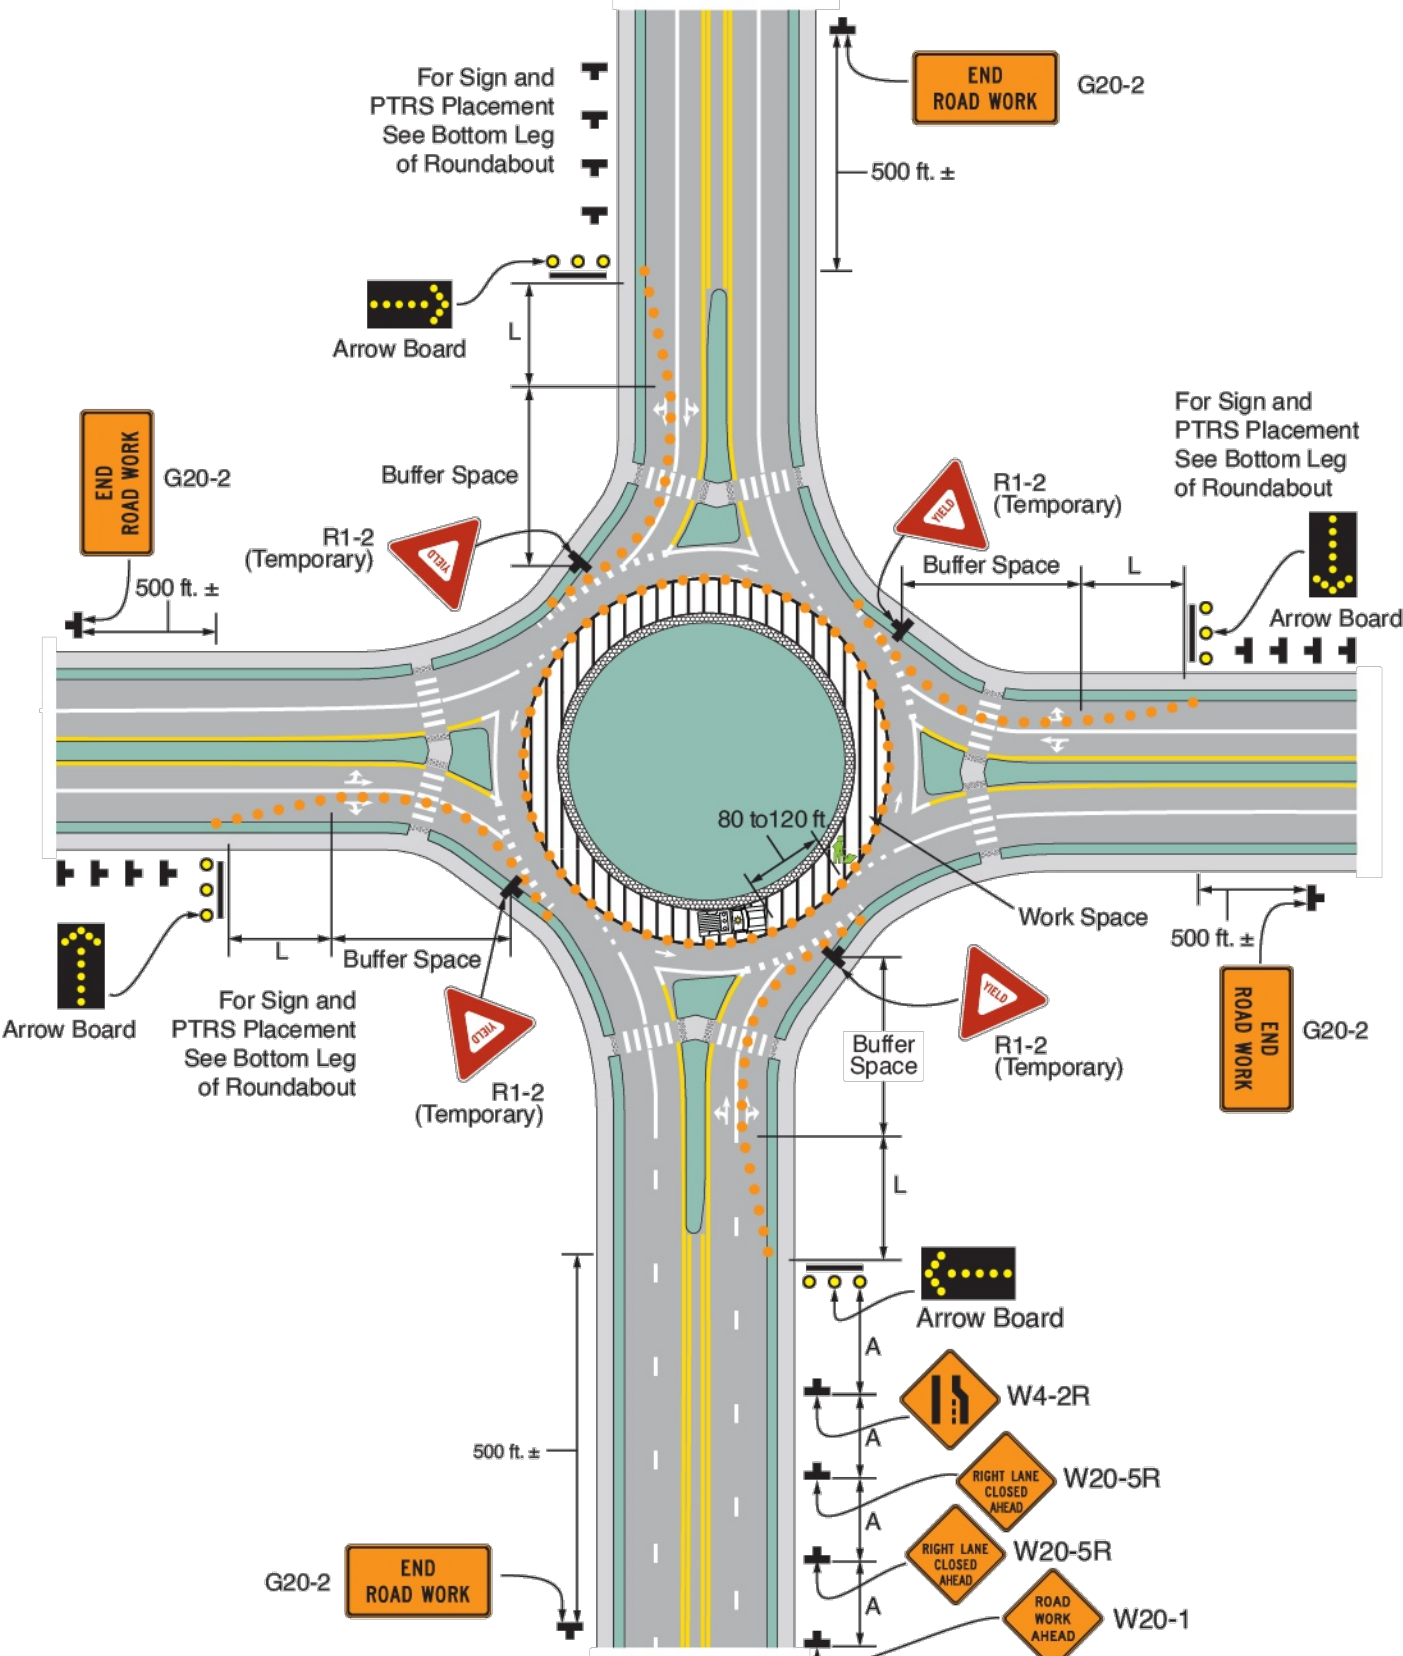 END
ROAD WORK
G20-2
For Sign and
PTRS Placement
See Bottom Leg
of Roundabout
500 ft. ±
Arrow Board
L
Buffer Space
END
ROAD WORK
G20-2
500 ft. ±
R1-2
(Temporary)
YIELD
For Sign and
PTRS Placement
See Bottom Leg
of Roundabout
R1-2
(Temporary)
YIELD
Buffer Space
L
Arrow Board
80 to120 ft
Work Space
500 ft. ±
END
ROAD WORK
G20-2
L
Buffer Space
Arrow Board
For Sign and
PTRS Placement
See Bottom Leg
of Roundabout
YIELD
R1-2
(Temporary)
YIELD
R1-2
(Temporary)
Buffer
Space
L
Arrow Board
A
W4-2R
A
RIGHT LANE
CLOSED
AHEAD
W20-5R
A
RIGHT LANE
CLOSED
AHEAD
W20-5R
A
ROAD
WORK
AHEAD
W20-1
500 ft. ±
END
ROAD WORK
G20-2